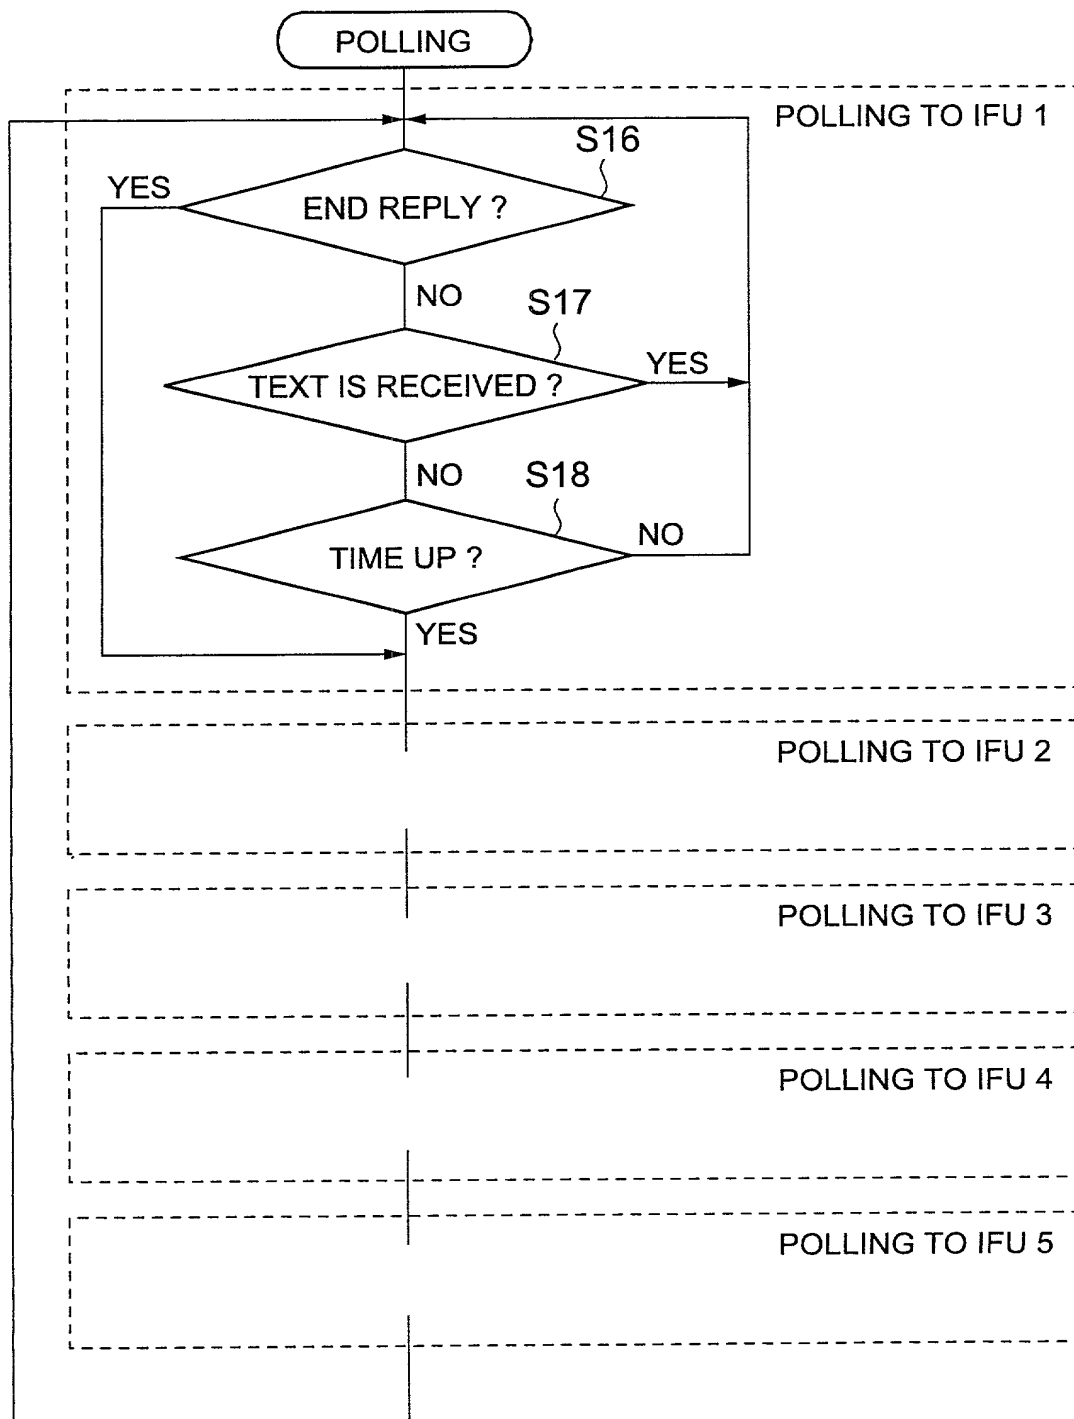 POLLING
POLLING TO IFU 1
S16
YES
END REPLY ?
NO
S17
YES
TEXT IS RECEIVED ?
NO
S18
NO
TIME UP ?
YES
POLLING TO IFU 2
POLLING TO IFU 3
POLLING TO IFU 4
POLLING TO IFU 5